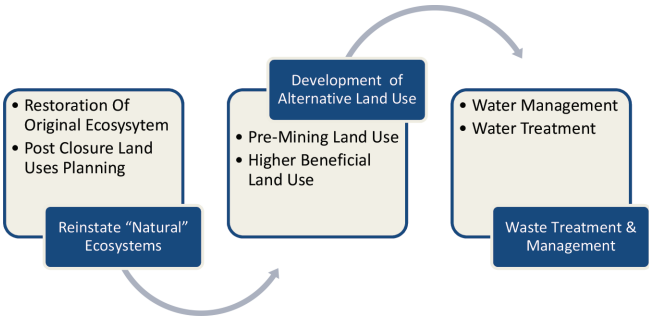 • Restoration Of
Original Ecosysytem
• Post Closure Land
Uses Planning
Reinstate “Natural”
Ecosystems
Development of
Alternative Land Use
• Pre-Mining Land Use
• Higher Beneficial
Land Use
• Water Management
• Water Treatment
Waste Treatment &
Management